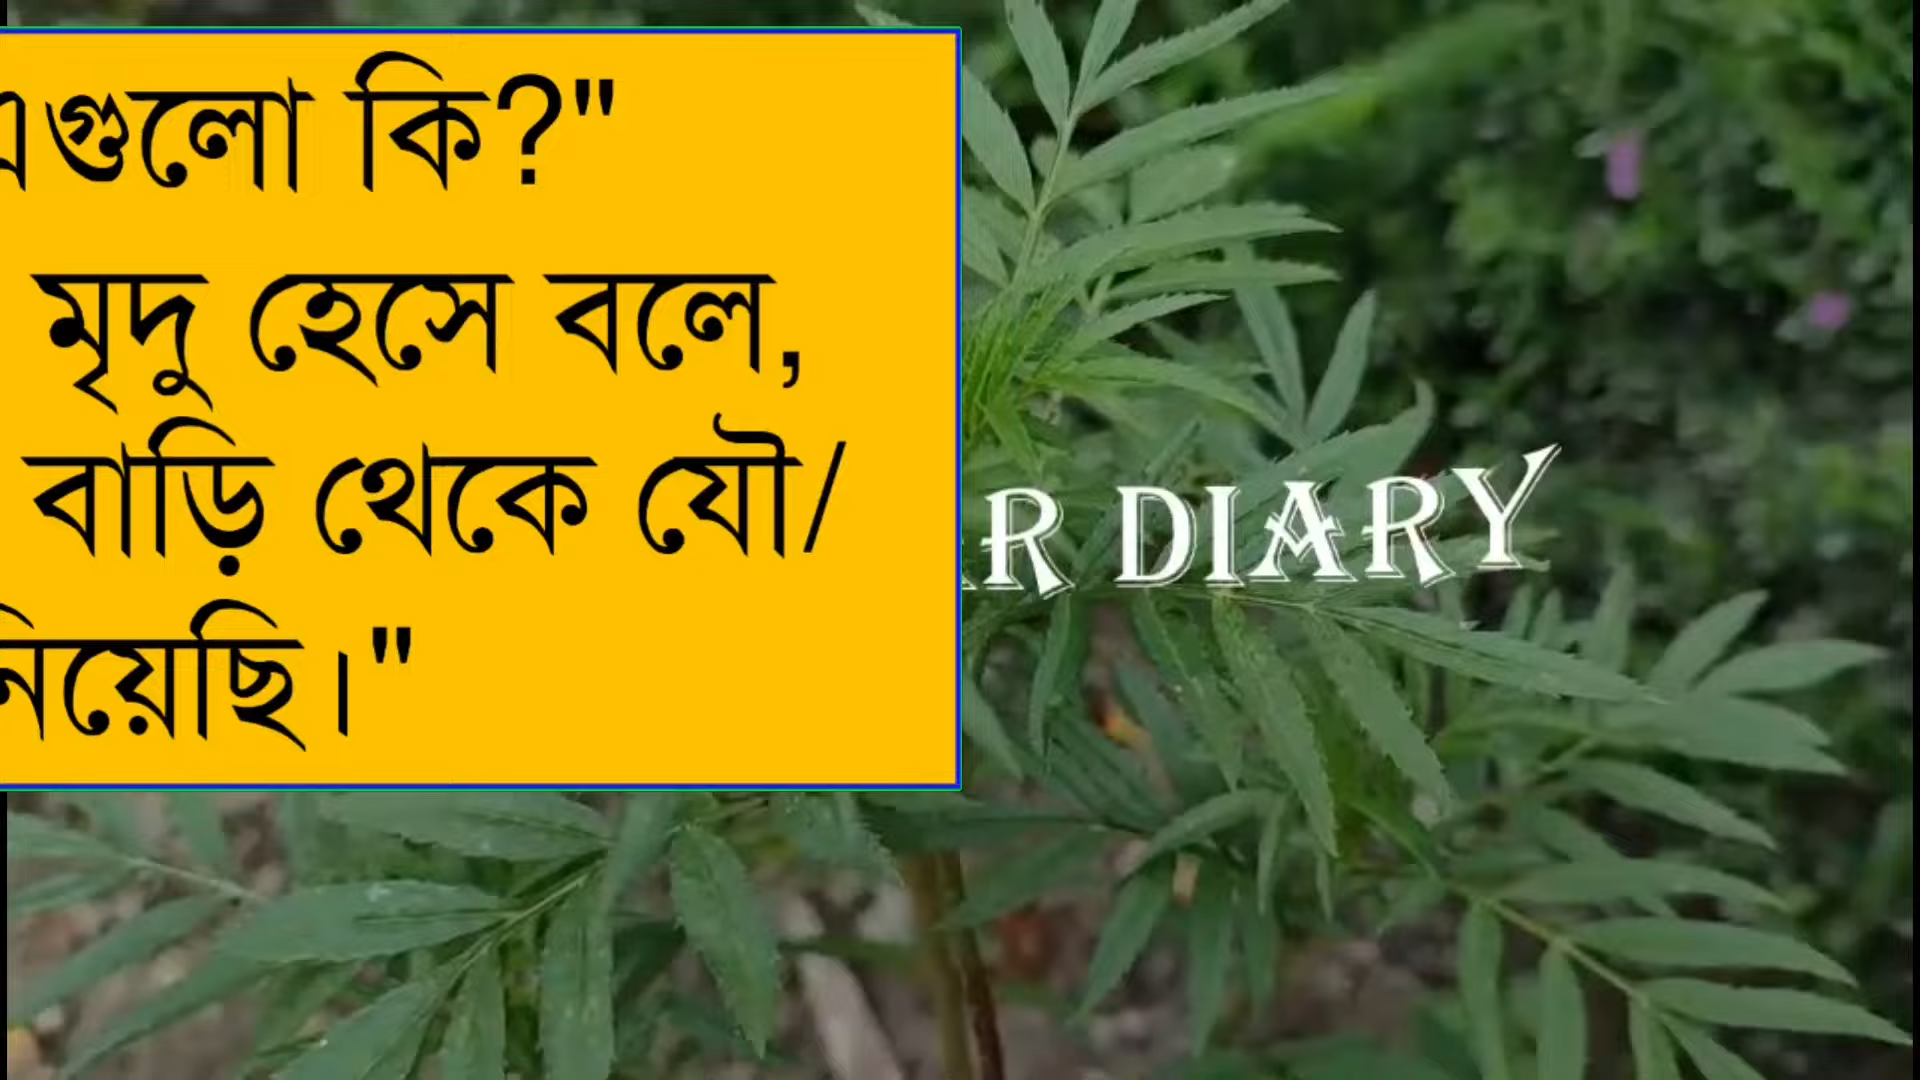 এগুলো কি?"
মৃদু হেসে বলে,
বাড়ি থেকে যৌ/
নিয়েছি।"
R DIARY